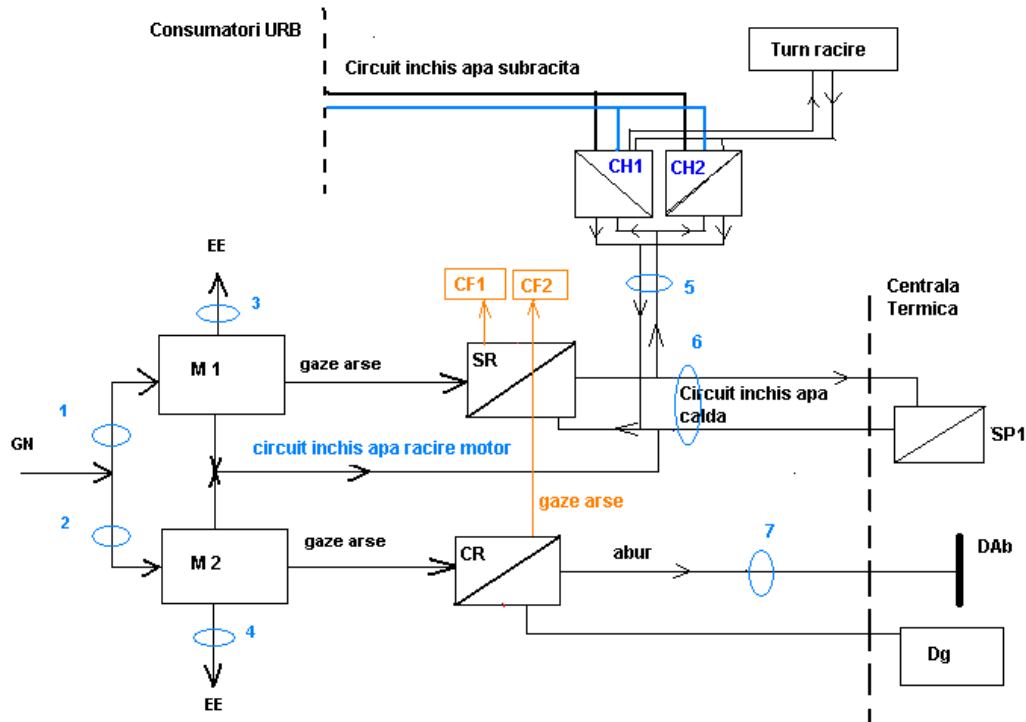 Consumatori URB
Turn racire
Circuit inchis apa subracita
CH1
CH2
EE
3
CF1
CF2
5
Centrala
Termica
M 1
gaze arse
SR
6
1
Circuit inchis apa
calda
GN
circuit inchis apa racire motor
SP1
2
gaze arse
M 2
gaze arse
CR
abur
7
DAb
4
Dg
EE